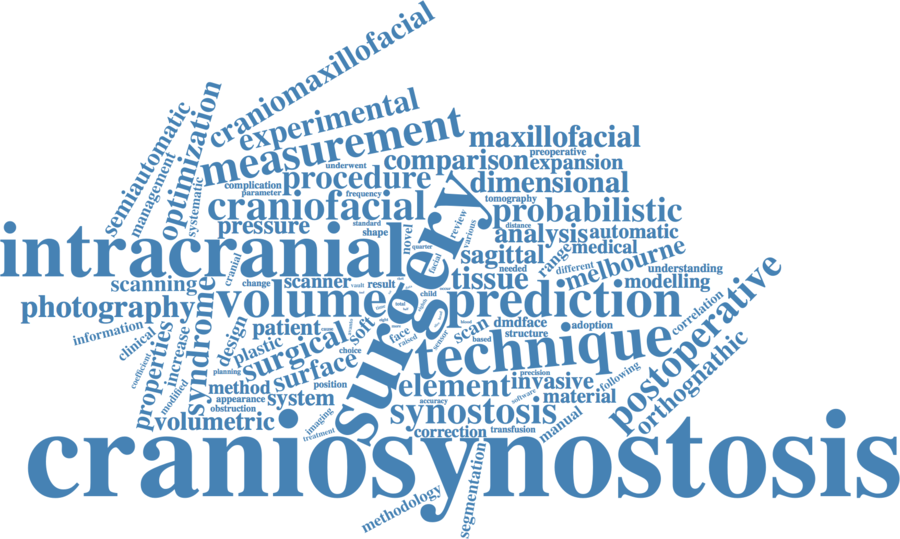 craniomaxillofacial
experimental
measurement
semiautomatic
management
optimization
systematic
maxillofacial
preoperative
comparison
expansion
underwent
procedure
complication
parameter
frequency
dimensional
tomography
craniofacial
probabilistic
pressure
standard
shape
novel
quarter
review
various
distance
analysis
automatic
intracranial
surgery
facial
sagittal
needed
range
medical
different
melbourne
understanding
cranial
scanning
change
scanner
vault
result
tissue
modelling
photography
volume
total
child
prediction
correlation
postoperative
information
clinical
syndrome
design
patient
soft
face
raised
sensor
scan
based
dmdface
structure
adoption
properties
increase
coefficient
modified
plastic
planning
surgical
choice
technique
method
surface
position
element
precision
invasive
following
orthognathic
appearance
obstruction
system
accuracy
software
material
volumetric
imaging
treatment
synostosis
correction
transfusion
manual
craniosynostosis
methodology
segmentation